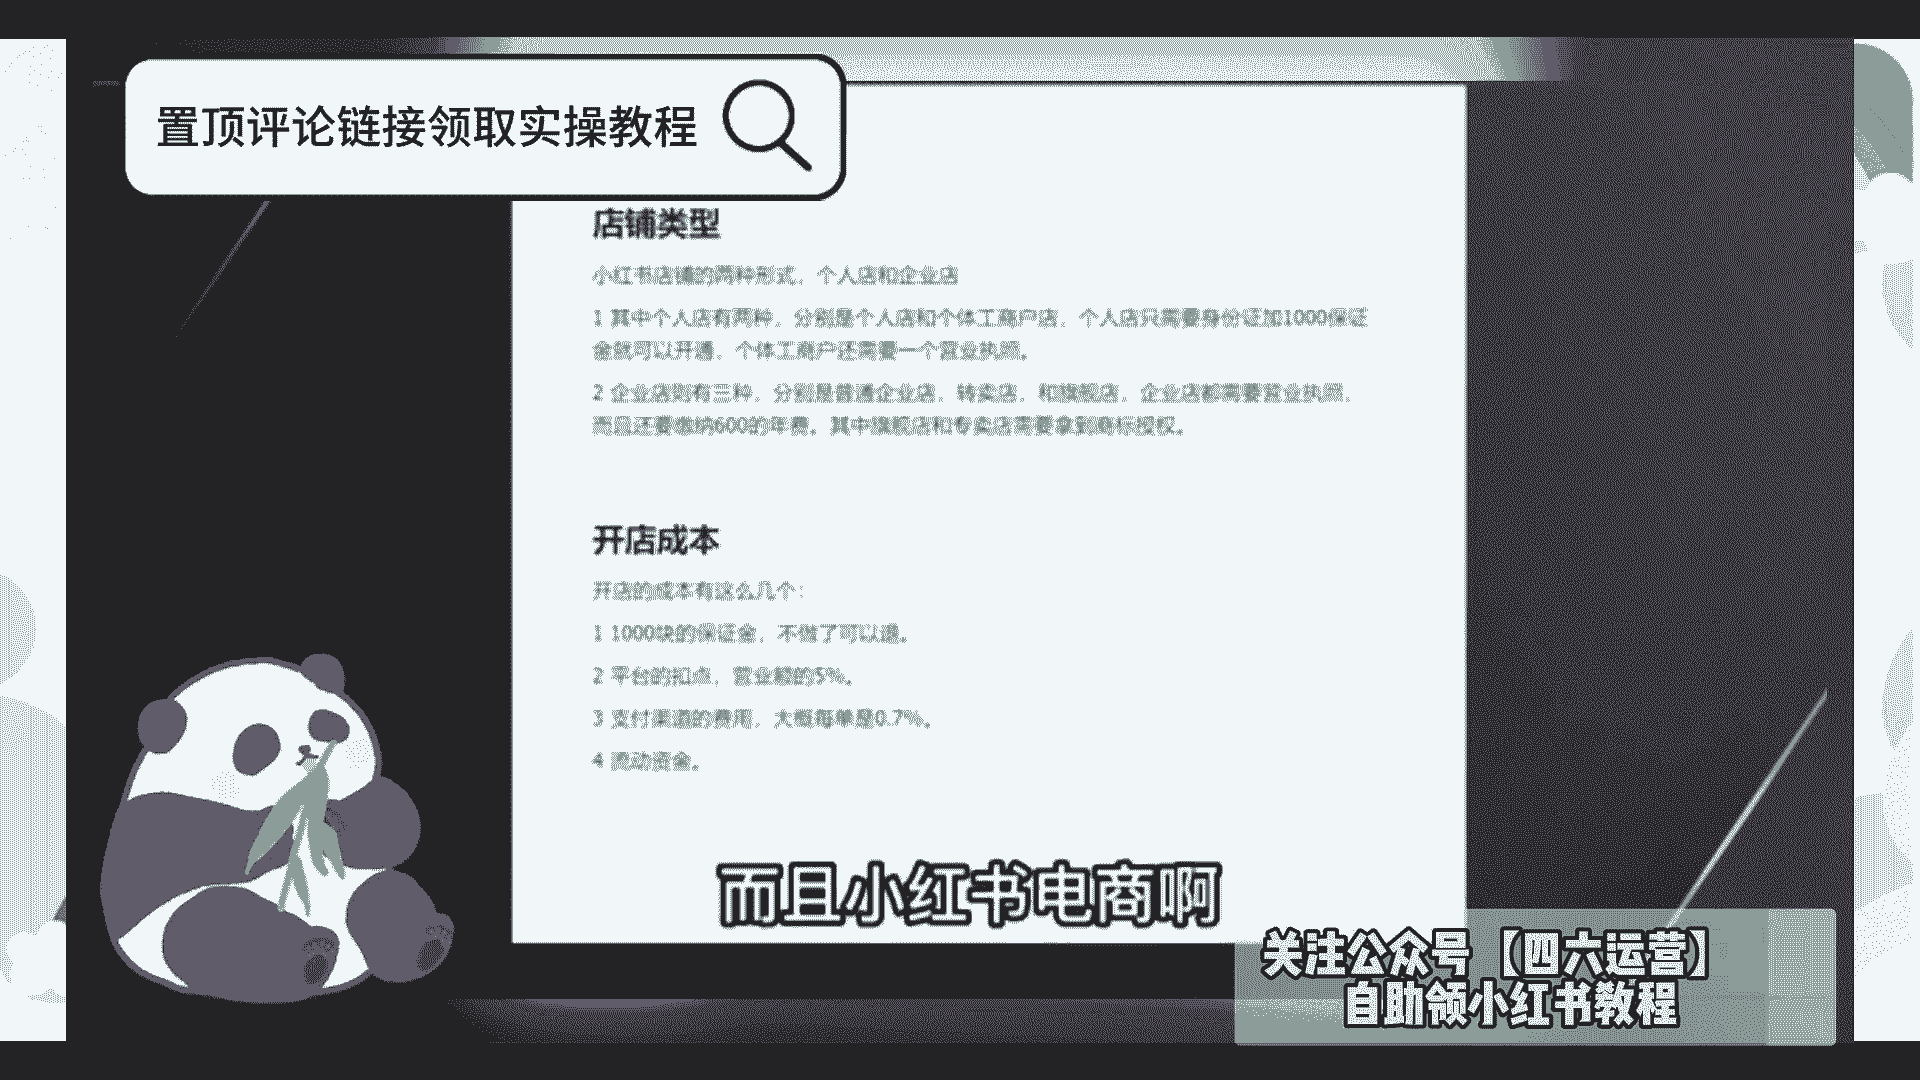 置顶评论链接领取实操教程
店铺类型
小红书店铺的两种形式，个人店和企业店
1 其中个人店有两种，分别是个人店和个体工商户店，个人店只需要身份证加1000保证
金就可以开通，个体工商户还需要一个营业执照。
2 企业店则有三种，分别是普通企业店，转卖店，和旗舰店，企业店都需要营业执照，
而且还要缴纳600的年费。其中旗舰店和专卖店需要拿到商标授权。
开店成本
开店的成本有这么几个：
1 1000块的保证金，不做了可以退。
2 平台的扣点，营业额的5%。
3 支付渠道的费用，大概每单是0.7%。
4 流动资金。
而且小红书电商啊
关注公众号【四六运营】
自助领小红书教程